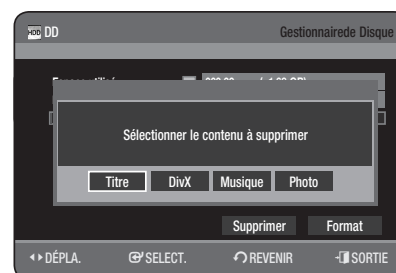 HDD DD Gestionnairede Disque
Sélectionner le contenu à supprimer
Titre DivX Musique Photo
Supprimer Format
DÉPLA. SELECT. REVENIR SORTIE